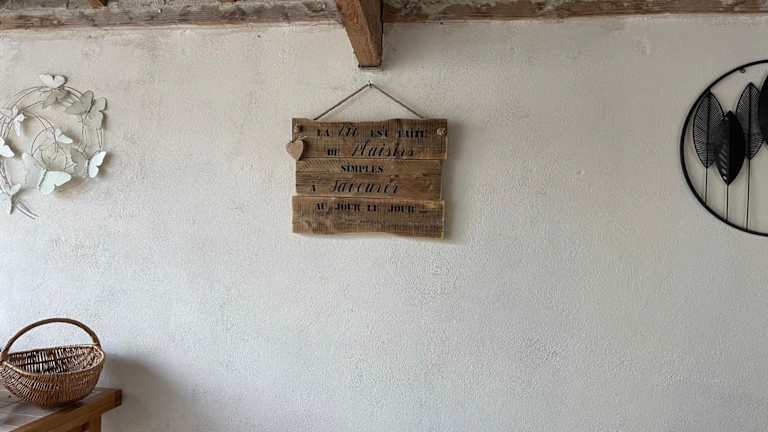 LA vie EST FAITE
DE Plaisirs
SIMPLES
À Savourer
AU JOUR LE JOUR ...